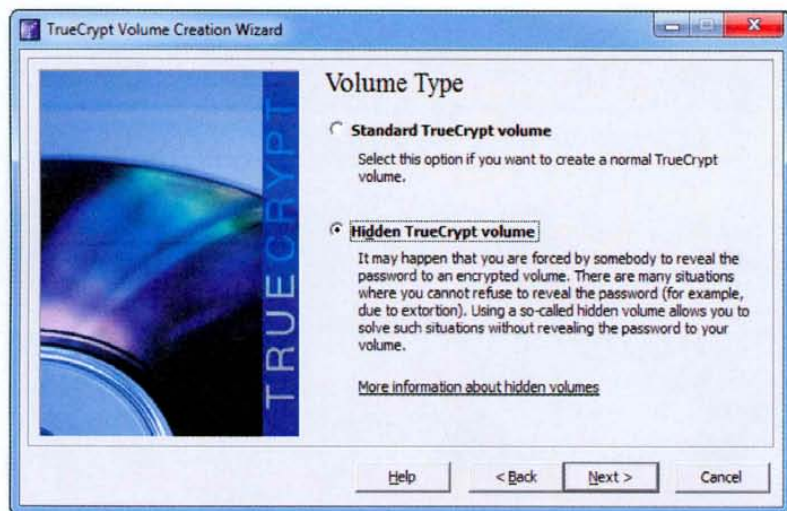 TrueCrypt Volume Creation Wizard
TRUECRYPT
Volume Type
Standard TrueCrypt volume
Select this option if you want to create a normal TrueCrypt
volume.
Hidden TrueCrypt volume
It may happen that you are forced by somebody to reveal the
password to an encrypted volume. There are many situations
where you cannot refuse to reveal the password (for example,
due to extortion). Using a so-called hidden volume allows you to
solve such situations without revealing the password to your
volume.
More information about hidden volumes
Help
< Back
Next >
Cancel